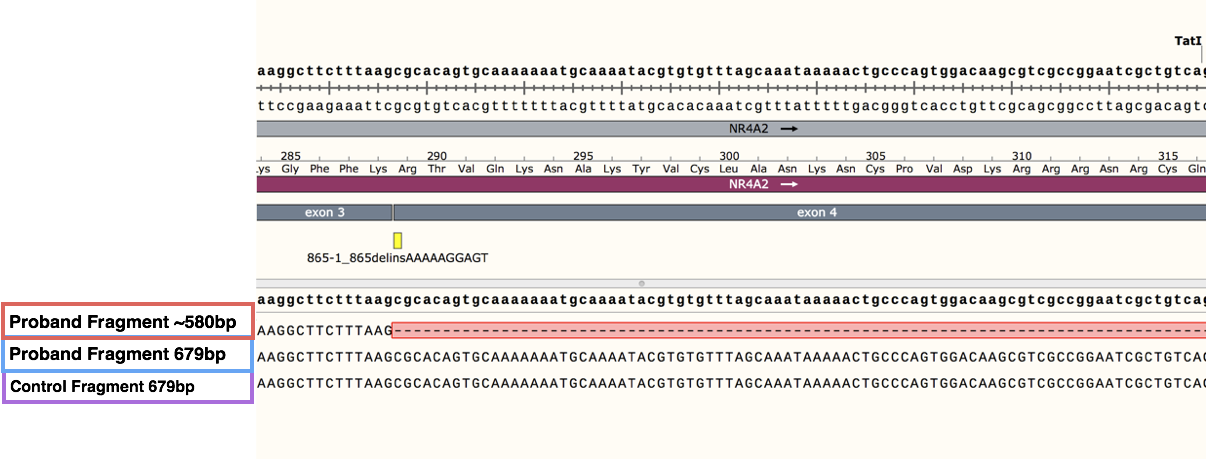 TatI
aaggcttctttaagcgcacagtgcaaaaaaatgcaaaatacgtgtgtttagcaaataaaaactgcccagtggacaagcgtcgccggaatcgctgtcag
ttccgaagaaattcgcgtgtcacgtttttttacgttttatgcacacaaatcgtttatttttgacgggtcacctgttcgcagcggccttagcgacagtc
NR4A2
285 290 295 300 305 310 315
Lys Gly Phe Phe Lys Arg Thr Val Gln Lys Asn Ala Lys Tyr Val Cys Leu Ala Asn Lys Asn Cys Pro Val Asp Lys Arg Arg Arg Asn Arg Cys Gln
NR4A2
exon 3 exon 4
865-1_865delinsAAAAAGGAGT
aaggcttctttaagcgcacagtgcaaaaaaatgcaaaatacgtgtgtttagcaaataaaaactgcccagtggacaagcgtcgccggaatcgctgtcag
Proband Fragment ~580bp AAGGCTTCTTTAAG------------------------------------------------------------------------------------
Proband Fragment 679bp AAGGCTTCTTTAAGCGCACAGTGCAAAAAAATGCAAAATACGTGTGTTTAGCAAATAAAAACTGCCCAGTGGACAAGCGTCGCCGGAATCGCTGTCAG
Control Fragment 679bp AAGGCTTCTTTAAGCGCACAGTGCAAAAAAATGCAAAATACGTGTGTTTAGCAAATAAAAACTGCCCAGTGGACAAGCGTCGCCGGAATCGCTGTCAG